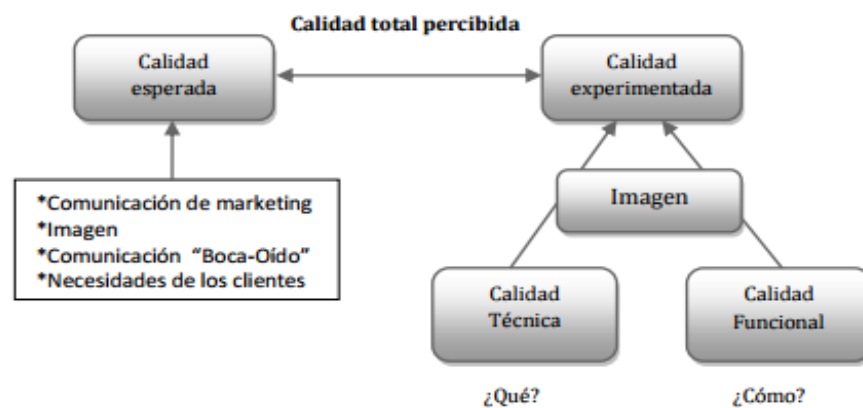 Calidad total percibida
Calidad
esperada
Calidad
experimentada
*Comunicación de marketing
*Imagen
*Comunicación “Boca-Oído”
*Necesidades de los clientes
Imagen
Calidad
Técnica
Calidad
Funcional
¿Qué?
¿Cómo?